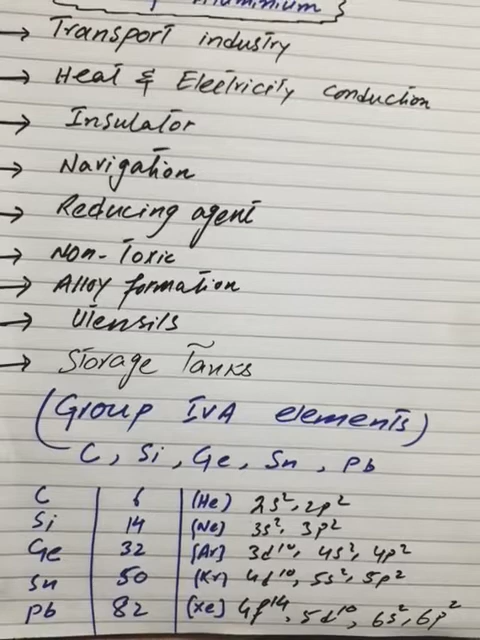 Aluminium }
→ Transport industry
→ Heat & Electricity conduction
→ Insulator
→ Navigation
→ Reducing agent
→ Non-Toxic
→ Alloy formation
→ Utensils
→ Storage Tanks
(Group IVA elements)
C, Si, Ge, Sn, Pb
C | 6 | (He) 2s², 2p²
Si | 14 | (Ne) 3s², 3p²
Ge | 32 | [Ar] 3d¹⁰, 4s², 4p²
Sn | 50 | (Kr) 4d¹⁰, 5s², 5p²
Pb | 82 | (Xe) 4f¹⁴, 5d¹⁰, 6s², 6p²